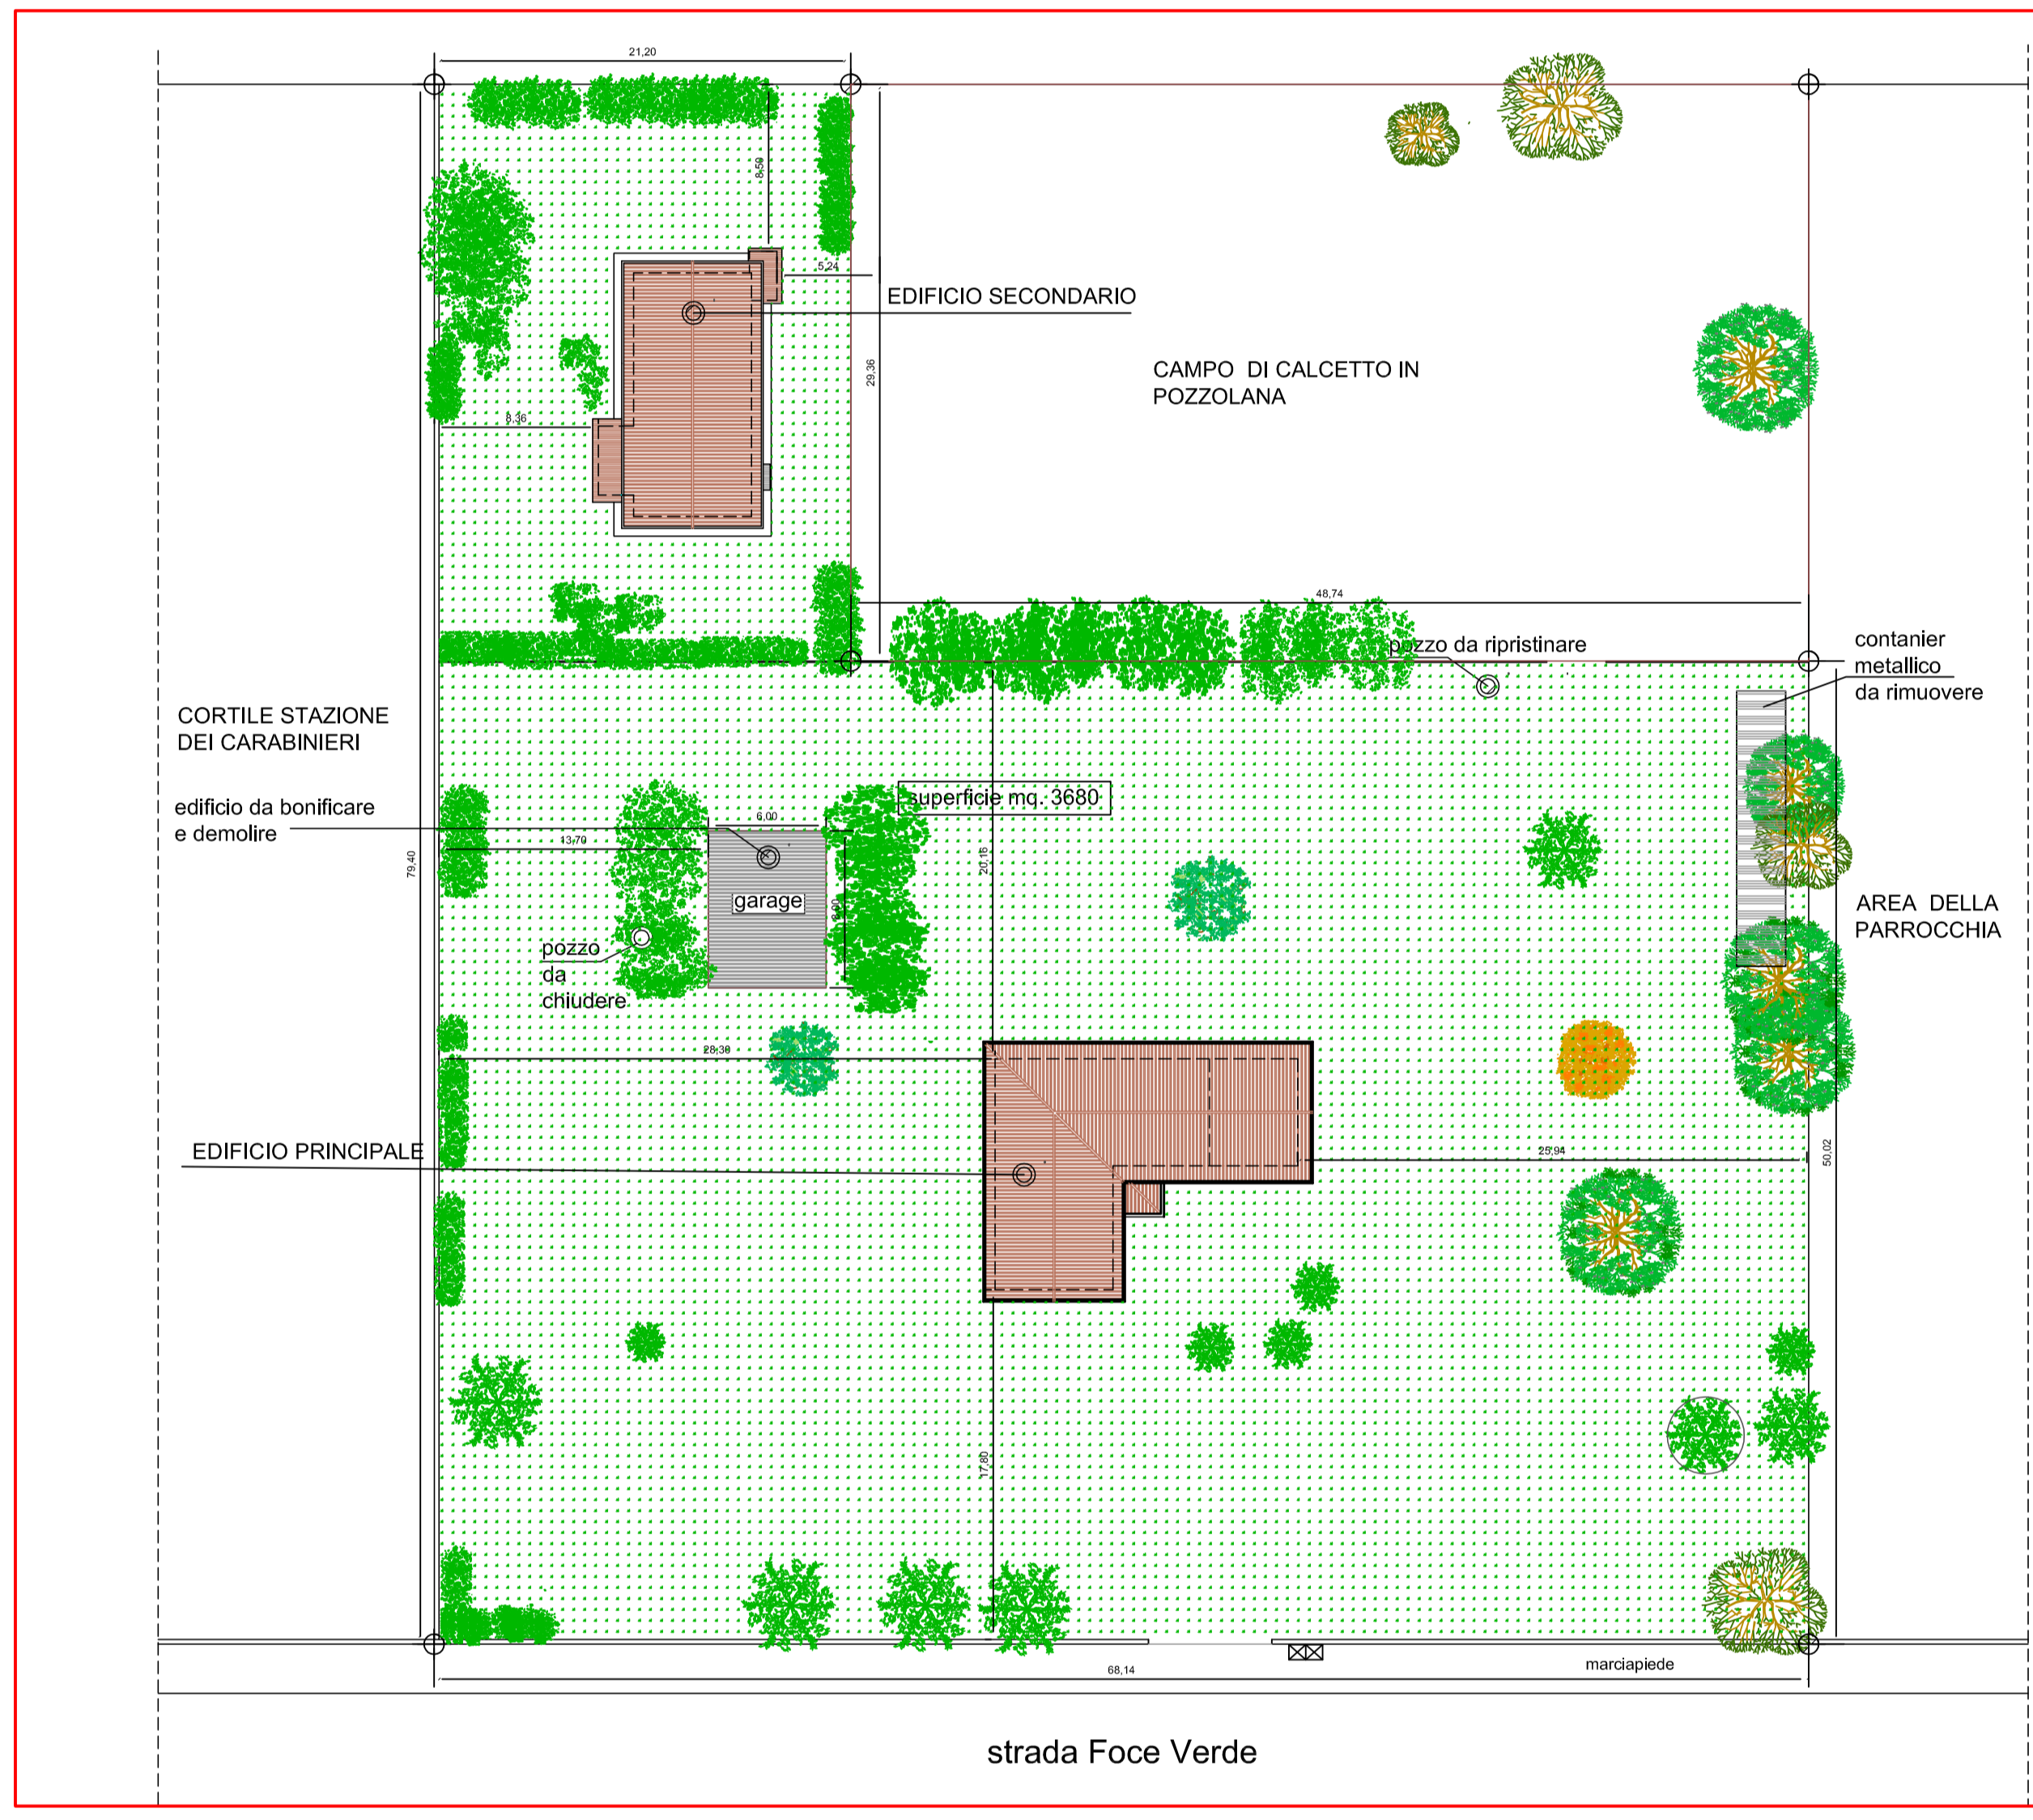 21,20
8,50
5,24
EDIFICIO SECONDARIO
29,36
CAMPO  DI CALCETTO IN
POZZOLANA
8,36
48,74
pozzo da ripristinare
contanier
metallico
da rimuovere
CORTILE STAZIONE
DEI CARABINIERI
superficie mq. 3680
edificio da bonificare
e demolire
6,00
13,70
79,40
20,16
garage
8,00
AREA  DELLA
PARROCCHIA
pozzo
da
chiudere
28,30
EDIFICIO PRINCIPALE
25,94
50,02
17,80
marciapiede
68,14
strada Foce Verde